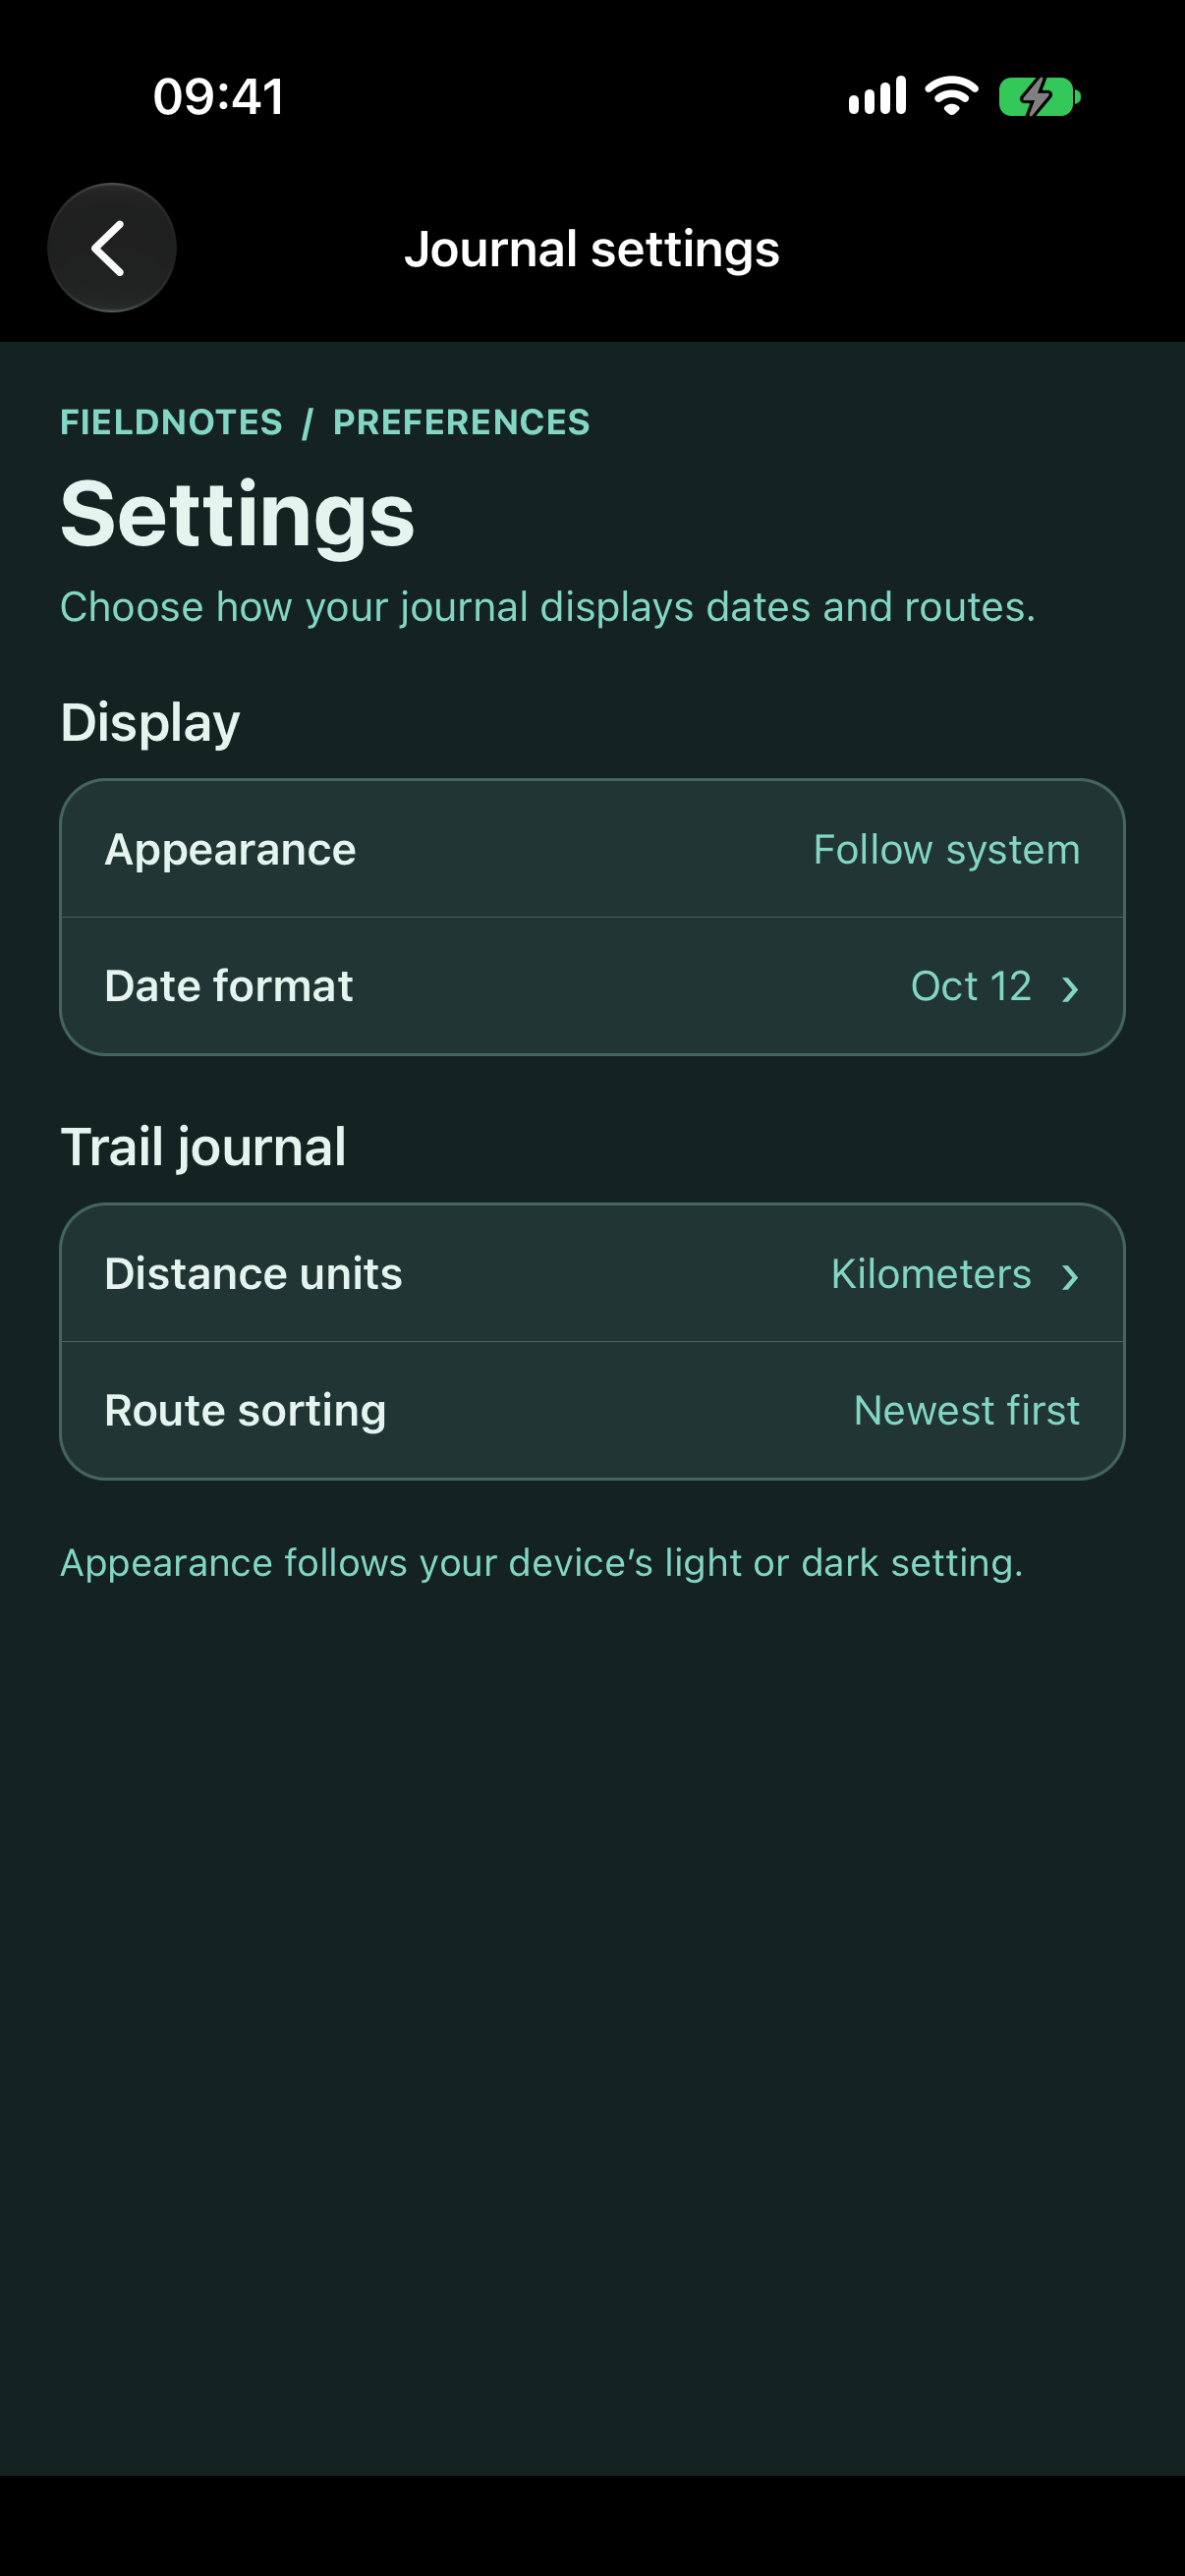 09:41
Journal settings
FIELDNOTES / PREFERENCES
Settings
Choose how your journal displays dates and routes.
Display
Appearance Follow system
Date format Oct 12 ›
Trail journal
Distance units Kilometers ›
Route sorting Newest first
Appearance follows your device’s light or dark setting.